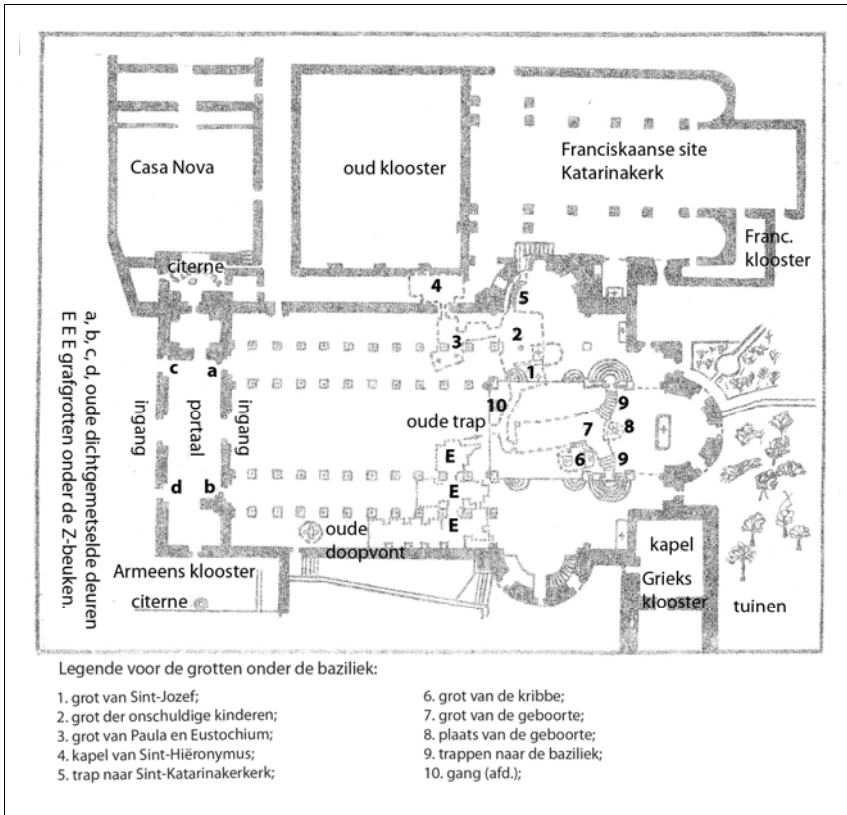 Casa Nova
oud klooster
Franciskaanse site
Katarinakerk
Franc.
klooster
citerne
4
5
a, b, c, d, oude dichtgemetselde deuren
E E E grafgrotten onder de Z-beuken.
3
2
c
a
1
ingang
portaal
ingang
10
9
oude trap
7
8
E
6
9
d
b
E
E
oude
doopvont
kapel
Armeens klooster
Grieks
klooster
citerne
tuinen
Legende voor de grotten onder de baziliek:
1. grot van Sint-Jozef;
2. grot der onschuldige kinderen;
3. grot van Paula en Eustochium;
4. kapel van Sint-Hiëronymus;
5. trap naar Sint-Katarinakerkerk;
6. grot van de kribbe;
7. grot van de geboorte;
8. plaats van de geboorte;
9. trappen naar de baziliek;
10. gang (afd.);